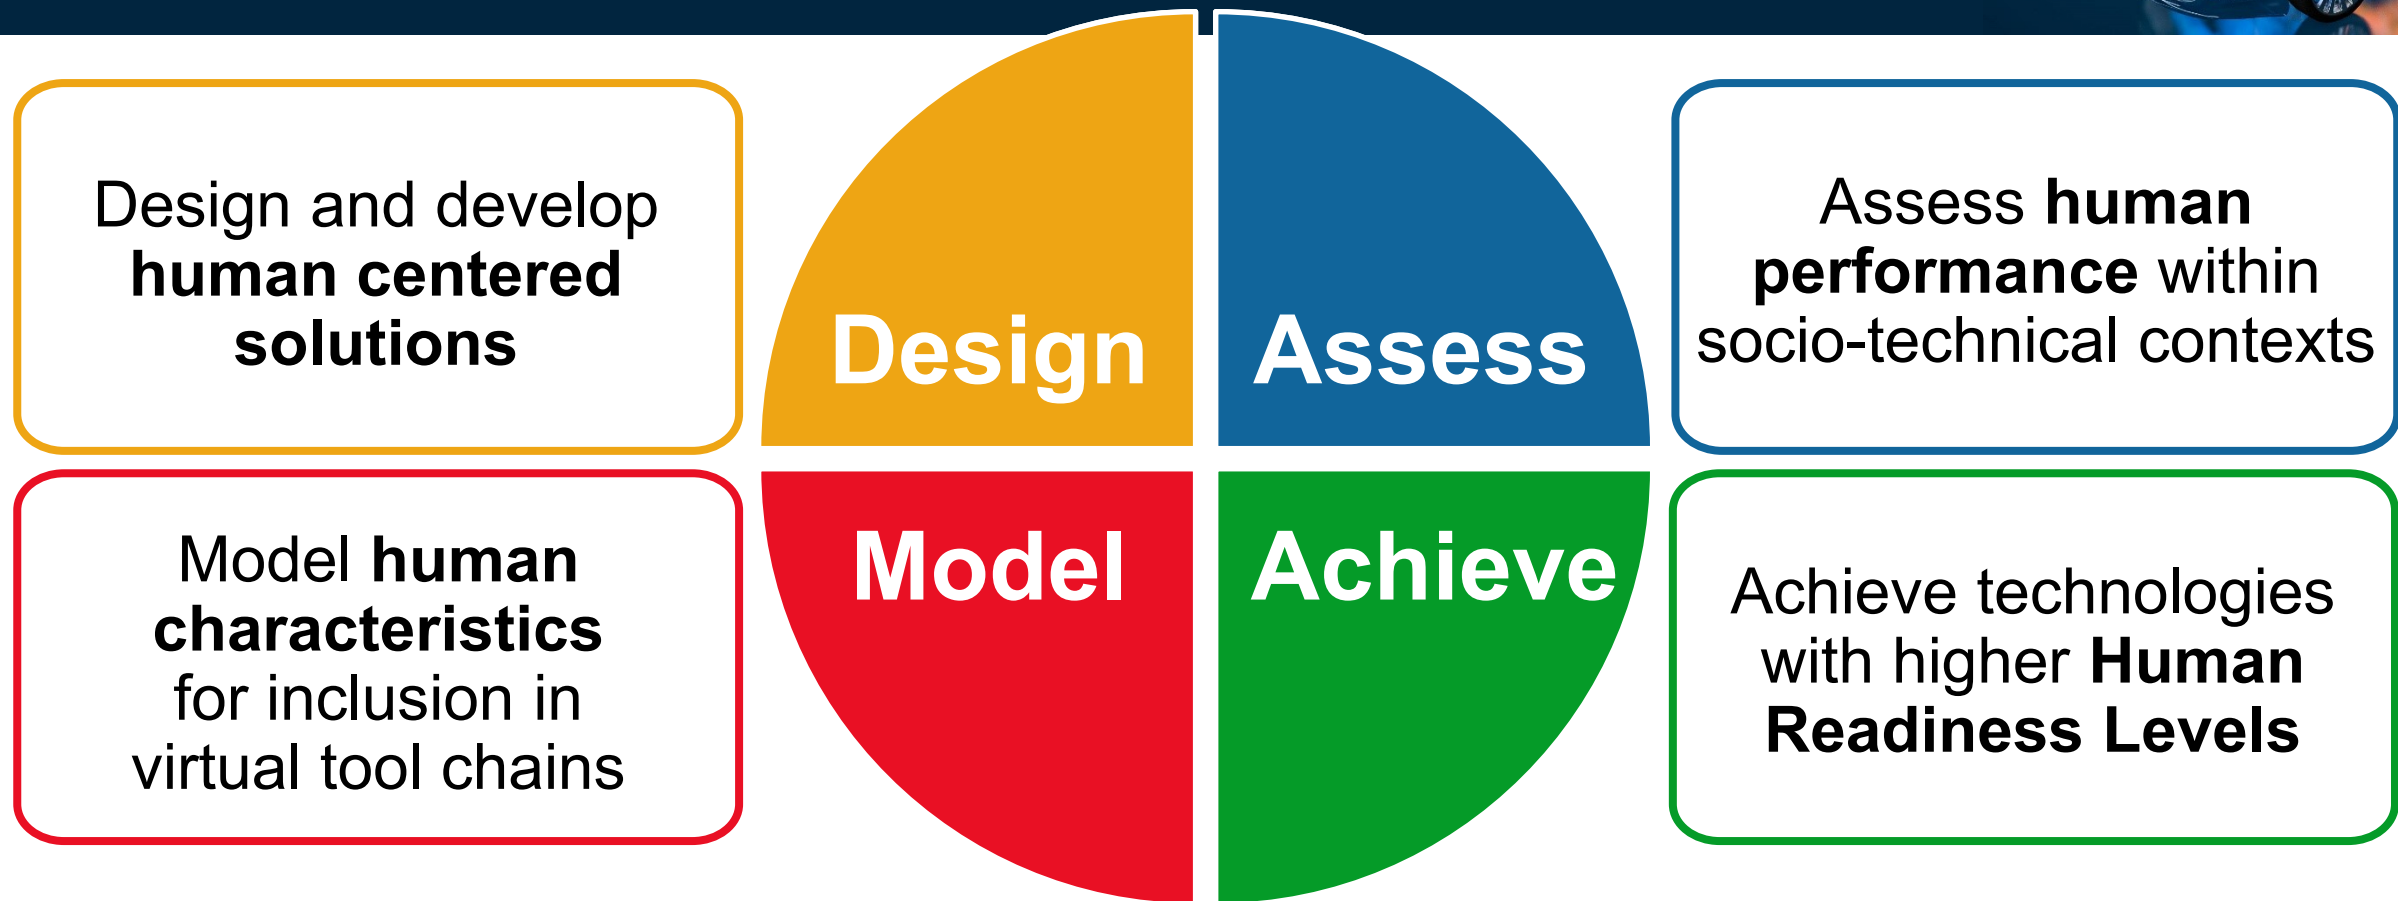 Design and develop
human centered
solutions
Design
Assess
Assess human
performance within
socio-technical contexts
Model human
characteristics
for inclusion in
virtual tool chains
Model
Achieve
Achieve technologies
with higher Human
Readiness Levels